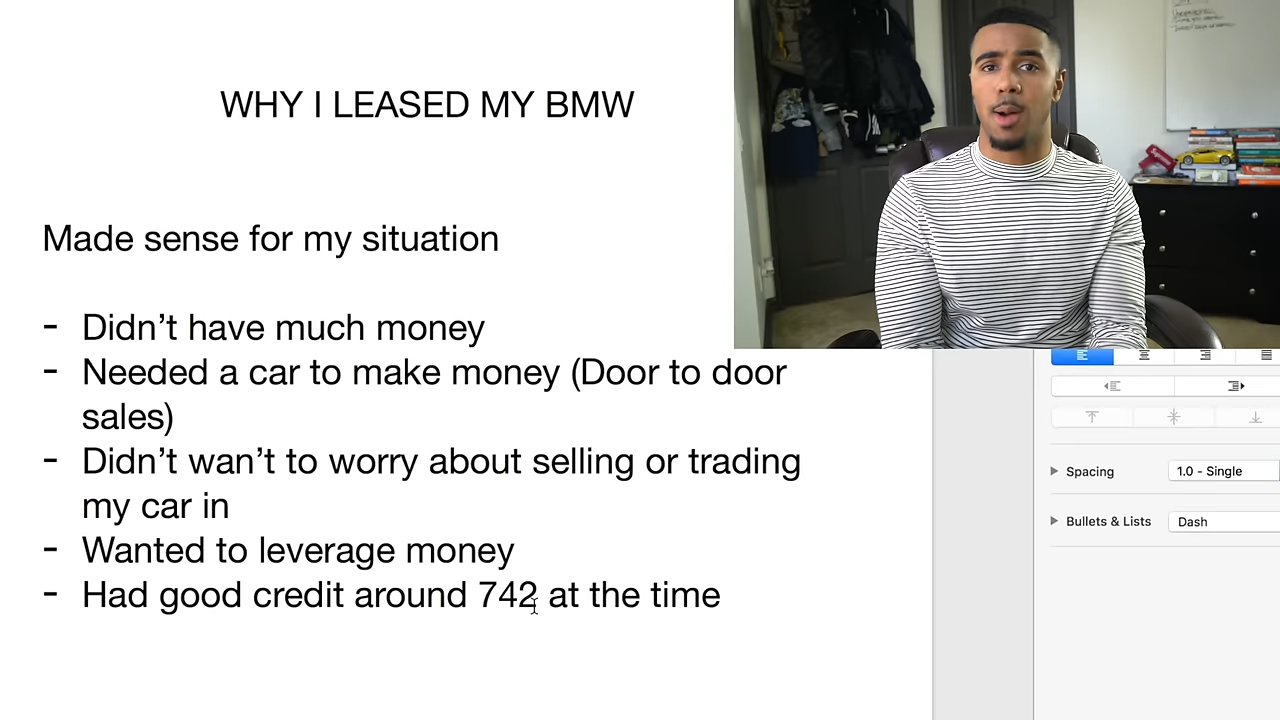 WHY I LEASED MY BMW
Made sense for my situation
- Didn’t have much money
- Needed a car to make money (Door to door
sales)
- Didn’t wan’t to worry about selling or trading
my car in
- Wanted to leverage money
- Had good credit around 742 at the time
Spacing 1.0 - Single
Bullets & Lists Dash